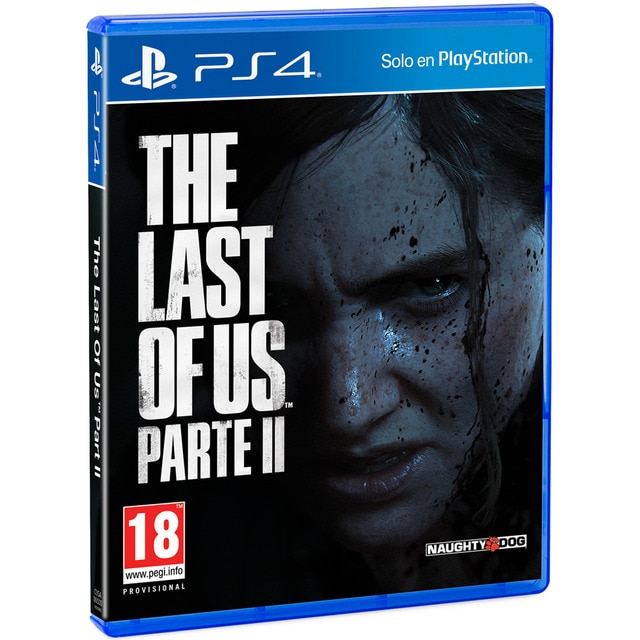 PS4
Solo en PlayStation®
PS4
THE
LAST
OF US™
PARTE II
The Last of Us™ Part II
18
www.pegi.info
PROVISIONAL
NAUGHTY DOG